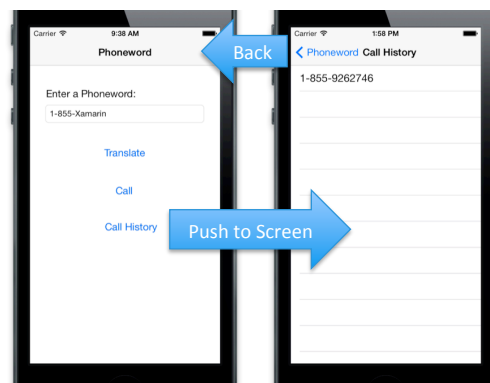 Carrier 9:38 AM
Phoneword
Enter a Phoneword:
1-855-Xamarin
Translate
Call
Call History
Back
Push to Screen
Carrier 1:58 PM
Phoneword Call History
1-855-9262746